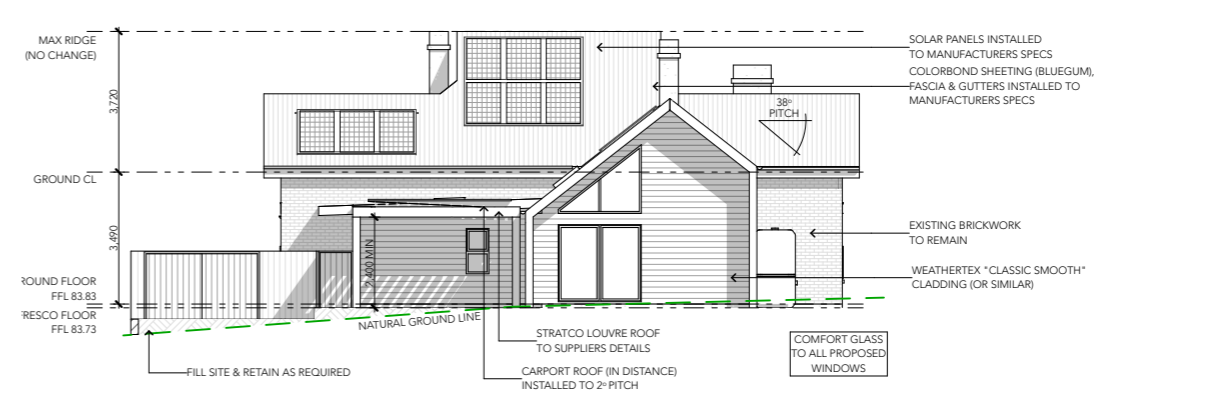 MAX RIDGE
(NO CHANGE)
SOLAR PANELS INSTALLED
TO MANUFACTURERS SPECS
COLORBOND SHEETING (BLUEGUM),
FASCIA & GUTTERS INSTALLED TO
MANUFACTURERS SPECS
38º
PITCH
3,720
GROUND CL
3,490
2,400 MIN
EXISTING BRICKWORK
TO REMAIN
WEATHERTEX "CLASSIC SMOOTH"
CLADDING (OR SIMILAR)
ROUND FLOOR
FFL 83.83
RESCO FLOOR
FFL 83.73
NATURAL GROUND LINE
STRATCO LOUVRE ROOF
TO SUPPLIERS DETAILS
COMFORT GLASS
TO ALL PROPOSED
WINDOWS
FILL SITE & RETAIN AS REQUIRED
CARPORT ROOF (IN DISTANCE)
INSTALLED TO 2º PITCH